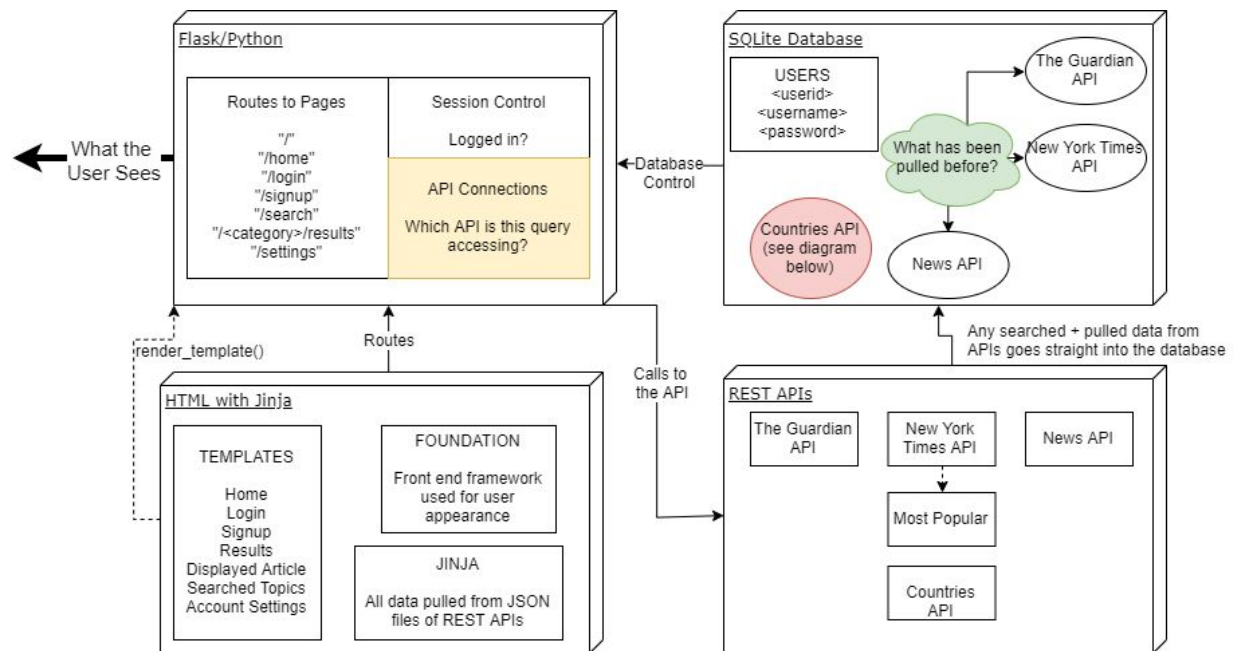 Flask/Python
Routes to Pages
"/"
"/home"
"/login"
"/signup"
"/search"
"/<category>/results"
"/settings"
Session Control
Logged in?
API Connections
Which API is this query
accessing?
What the
User Sees
Database
Control
SQLite Database
USERS
<userid>
<username>
<password>
What has been
pulled before?
The Guardian
API
New York Times
API
News API
Countries API
(see diagram
below)
render_template()
Routes
Calls to
the API
Any searched + pulled data from
APIs goes straight into the database
HTML with Jinja
TEMPLATES
Home
Login
Signup
Results
Displayed Article
Searched Topics
Account Settings
FOUNDATION
Front end framework
used for user
appearance
JINJA
All data pulled from JSON
files of REST APIs
REST APIs
The Guardian
API
New York
Times API
News API
Most Popular
Countries
API